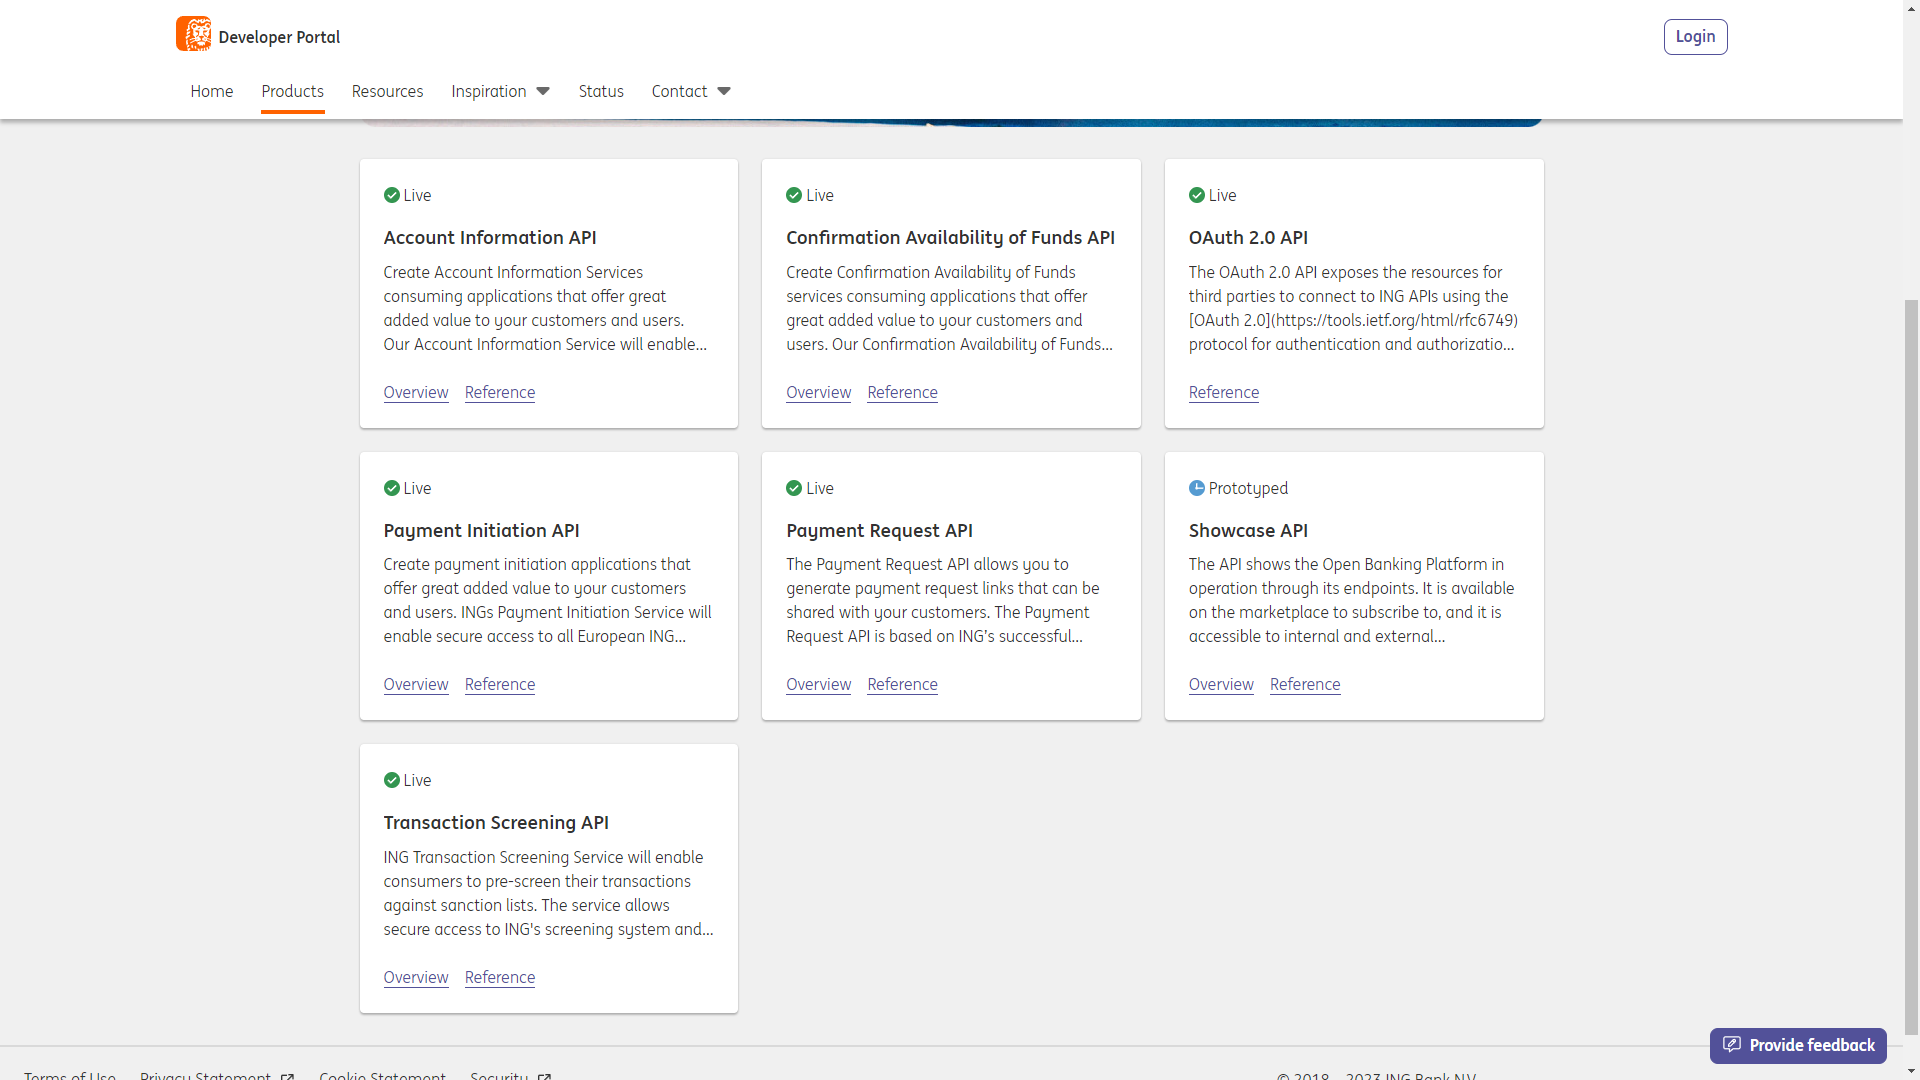 Developer Portal
Login
Home
Products
Resources
Inspiration
Status
Contact
Live
Account Information API
Create Account Information Services
consuming applications that offer great
added value to your customers and users.
Our Account Information Service will enable...
Overview Reference
Live
Confirmation Availability of Funds API
Create Confirmation Availability of Funds
services consuming applications that offer
great added value to your customers and
users. Our Confirmation Availability of Funds...
Overview Reference
Live
OAuth 2.0 API
The OAuth 2.0 API exposes the resources for
third parties to connect to ING APIs using the
[OAuth 2.0](https://tools.ietf.org/html/rfc6749)
protocol for authentication and authorizatio...
Reference
Live
Payment Initiation API
Create payment initiation applications that
offer great added value to your customers
and users. INGs Payment Initiation Service will
enable secure access to all European ING...
Overview Reference
Live
Payment Request API
The Payment Request API allows you to
generate payment request links that can be
shared with your customers. The Payment
Request API is based on ING’s successful...
Overview Reference
Prototyped
Showcase API
The API shows the Open Banking Platform in
operation through its endpoints. It is available
on the marketplace to subscribe to, and it is
accessible to internal and external...
Overview Reference
Live
Transaction Screening API
ING Transaction Screening Service will enable
consumers to pre-screen their transactions
against sanction lists. The service allows
secure access to ING's screening system and...
Overview Reference
Provide feedback
Terms of Use Privacy Statement Cookie Statement Security © 2018 - 2023 ING Bank N.V.